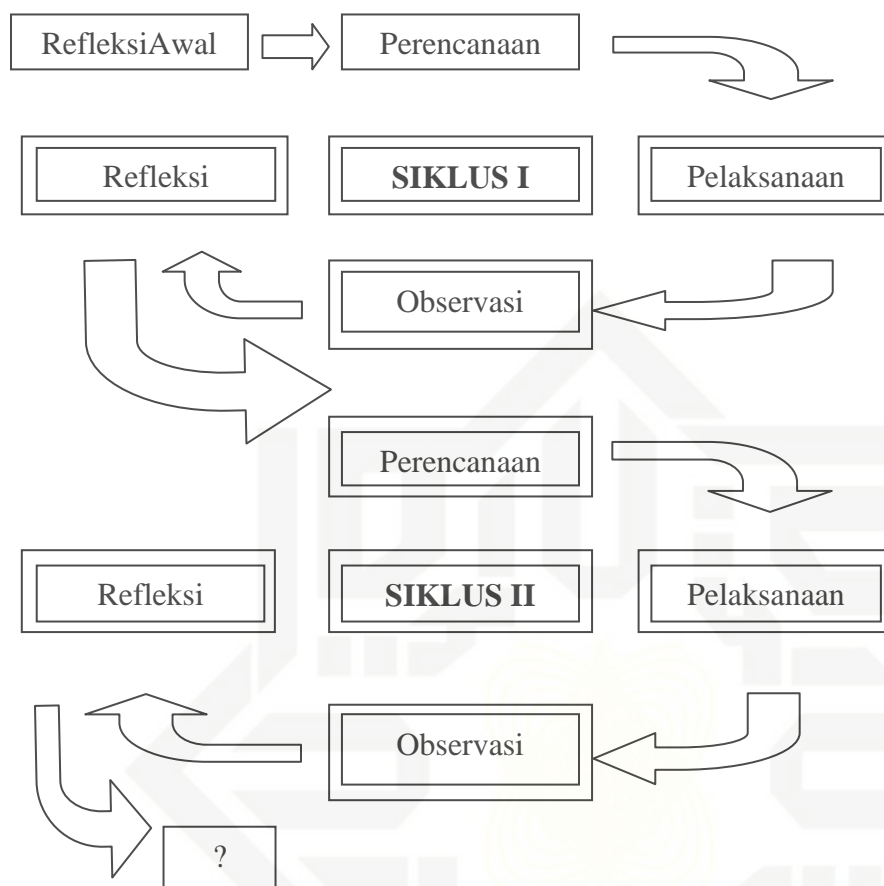 RefleksiAwal
Perencanaan
Refleksi
SIKLUS I
Pelaksanaan
Observasi
Perencanaan
Refleksi
SIKLUS II
Pelaksanaan
Observasi
?